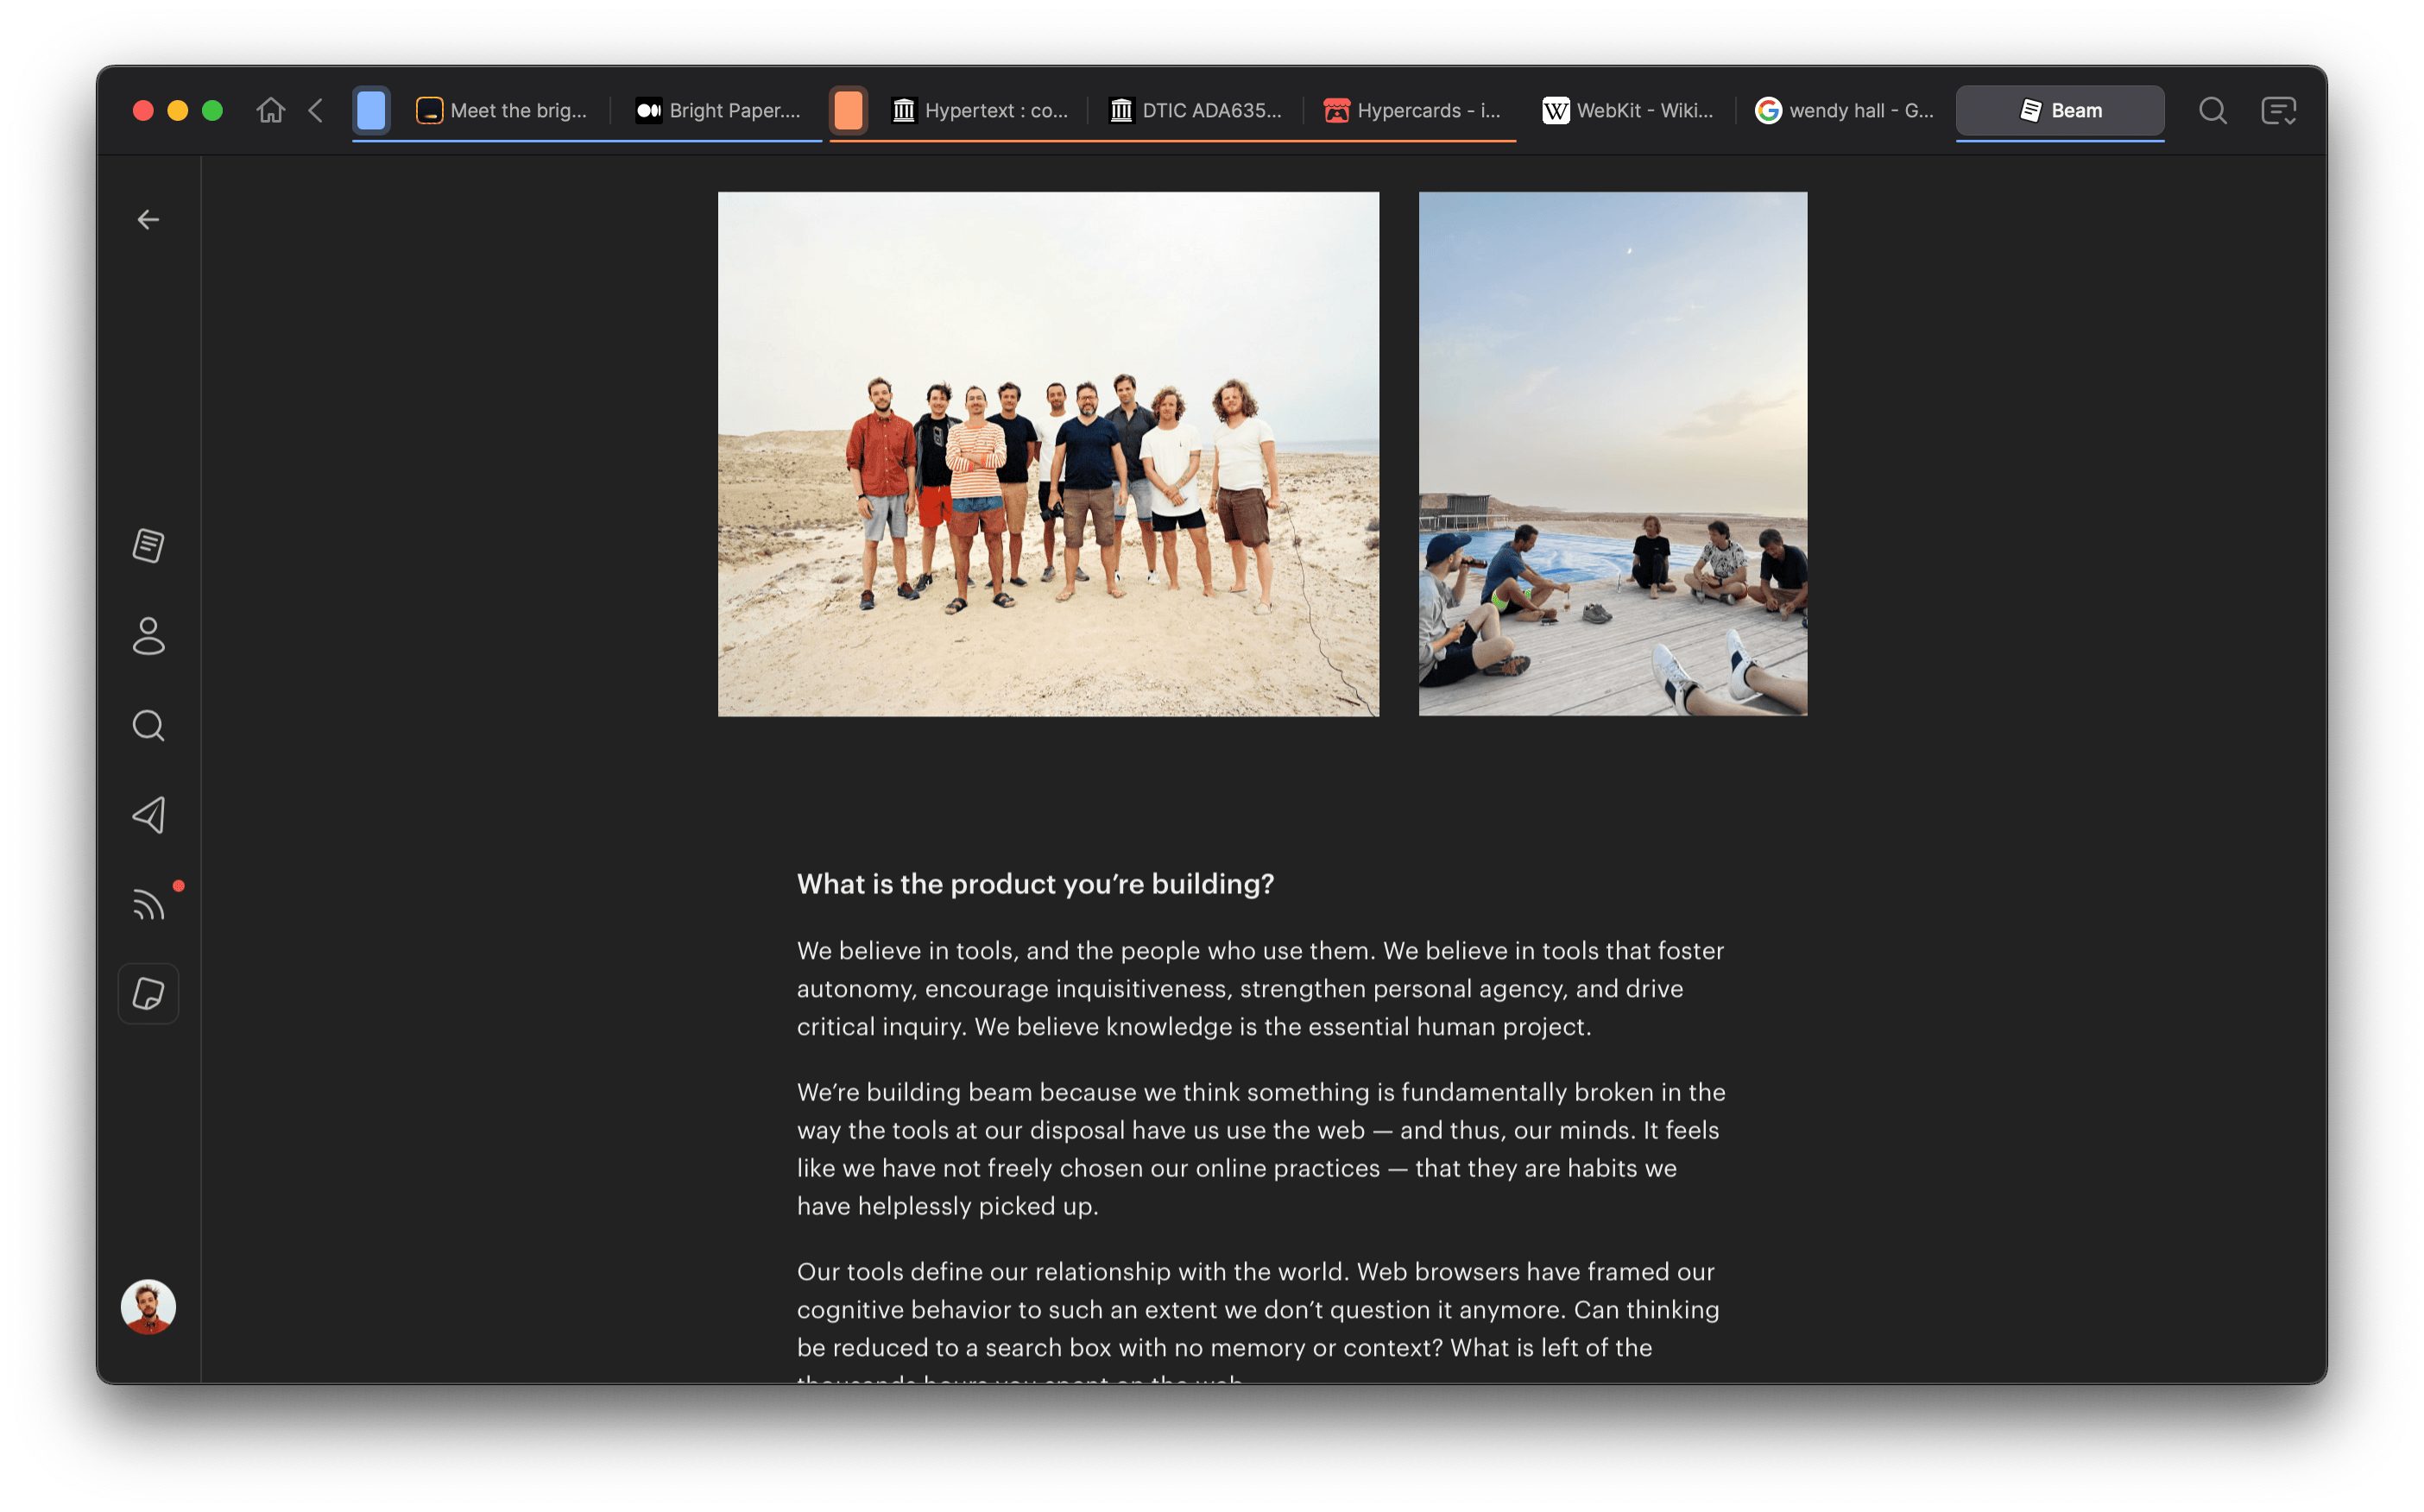 Meet the brig...
Bright Paper....
Hypertext : co...
DTIC ADA635...
Hypercards - i...
W WebKit - Wiki...
G wendy hall - G...
Beam
What is the product you’re building?
We believe in tools, and the people who use them. We believe in tools that foster
autonomy, encourage inquisitiveness, strengthen personal agency, and drive
critical inquiry. We believe knowledge is the essential human project.
We’re building beam because we think something is fundamentally broken in the
way the tools at our disposal have us use the web — and thus, our minds. It feels
like we have not freely chosen our online practices — that they are habits we
have helplessly picked up.
Our tools define our relationship with the world. Web browsers have framed our
cognitive behavior to such an extent we don’t question it anymore. Can thinking
be reduced to a search box with no memory or context? What is left of the
thousands hours you spent on the web